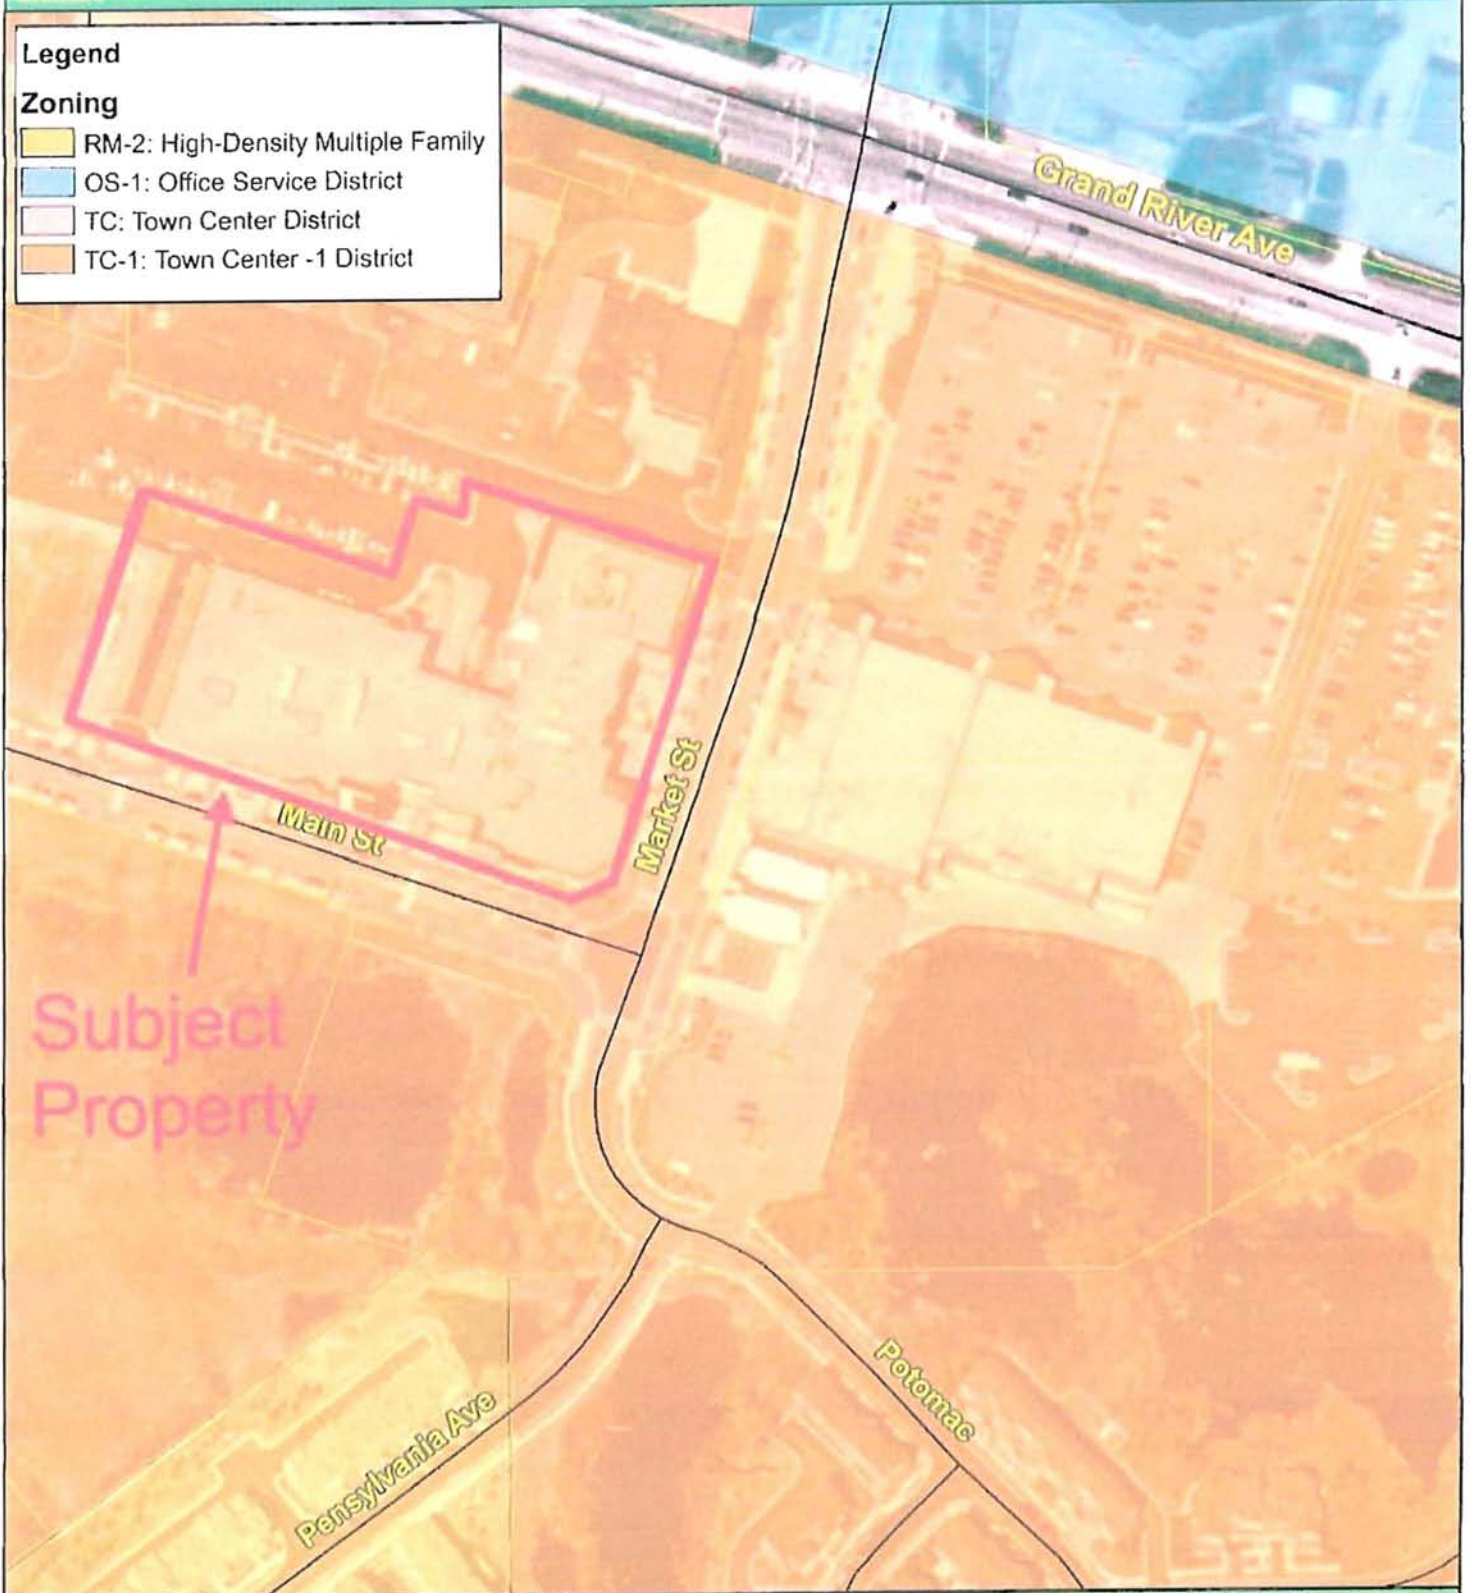 Legend
Zoning
RM-2: High-Density Multiple Family
OS-1: Office Service District
TC: Town Center District
TC-1: Town Center -1 District
Grand River Ave
Market St
Main St
Subject
Property
Potomac
Pensylvania Ave